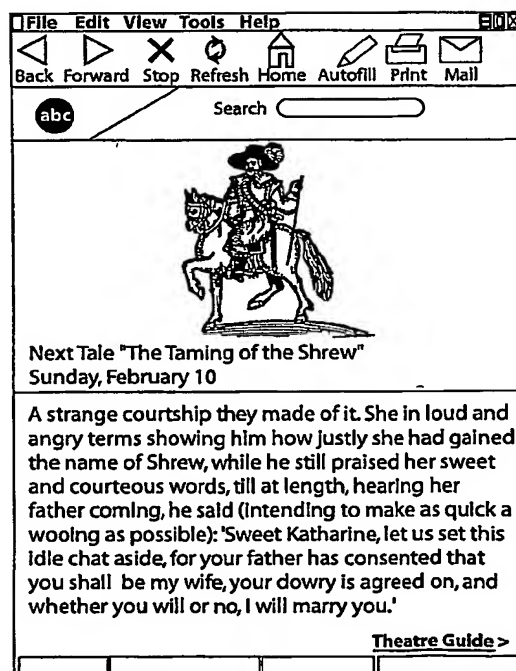 File Edit View Tools Help
Back Forward Stop Refresh Home Autofill Print Mail
abc Search
Next Tale "The Taming of the Shrew"
Sunday, February 10
A strange courtship they made of it. She in loud and
angry terms showing him how justly she had gained
the name of Shrew, while he still praised her sweet
and courteous words, till at length, hearing her
father coming, he said (intending to make as quick a
wooing as possible): 'Sweet Katharine, let us set this
idle chat aside, for your father has consented that
you shall be my wife, your dowry is agreed on, and
whether you will or no, I will marry you.'
Theatre Guide >